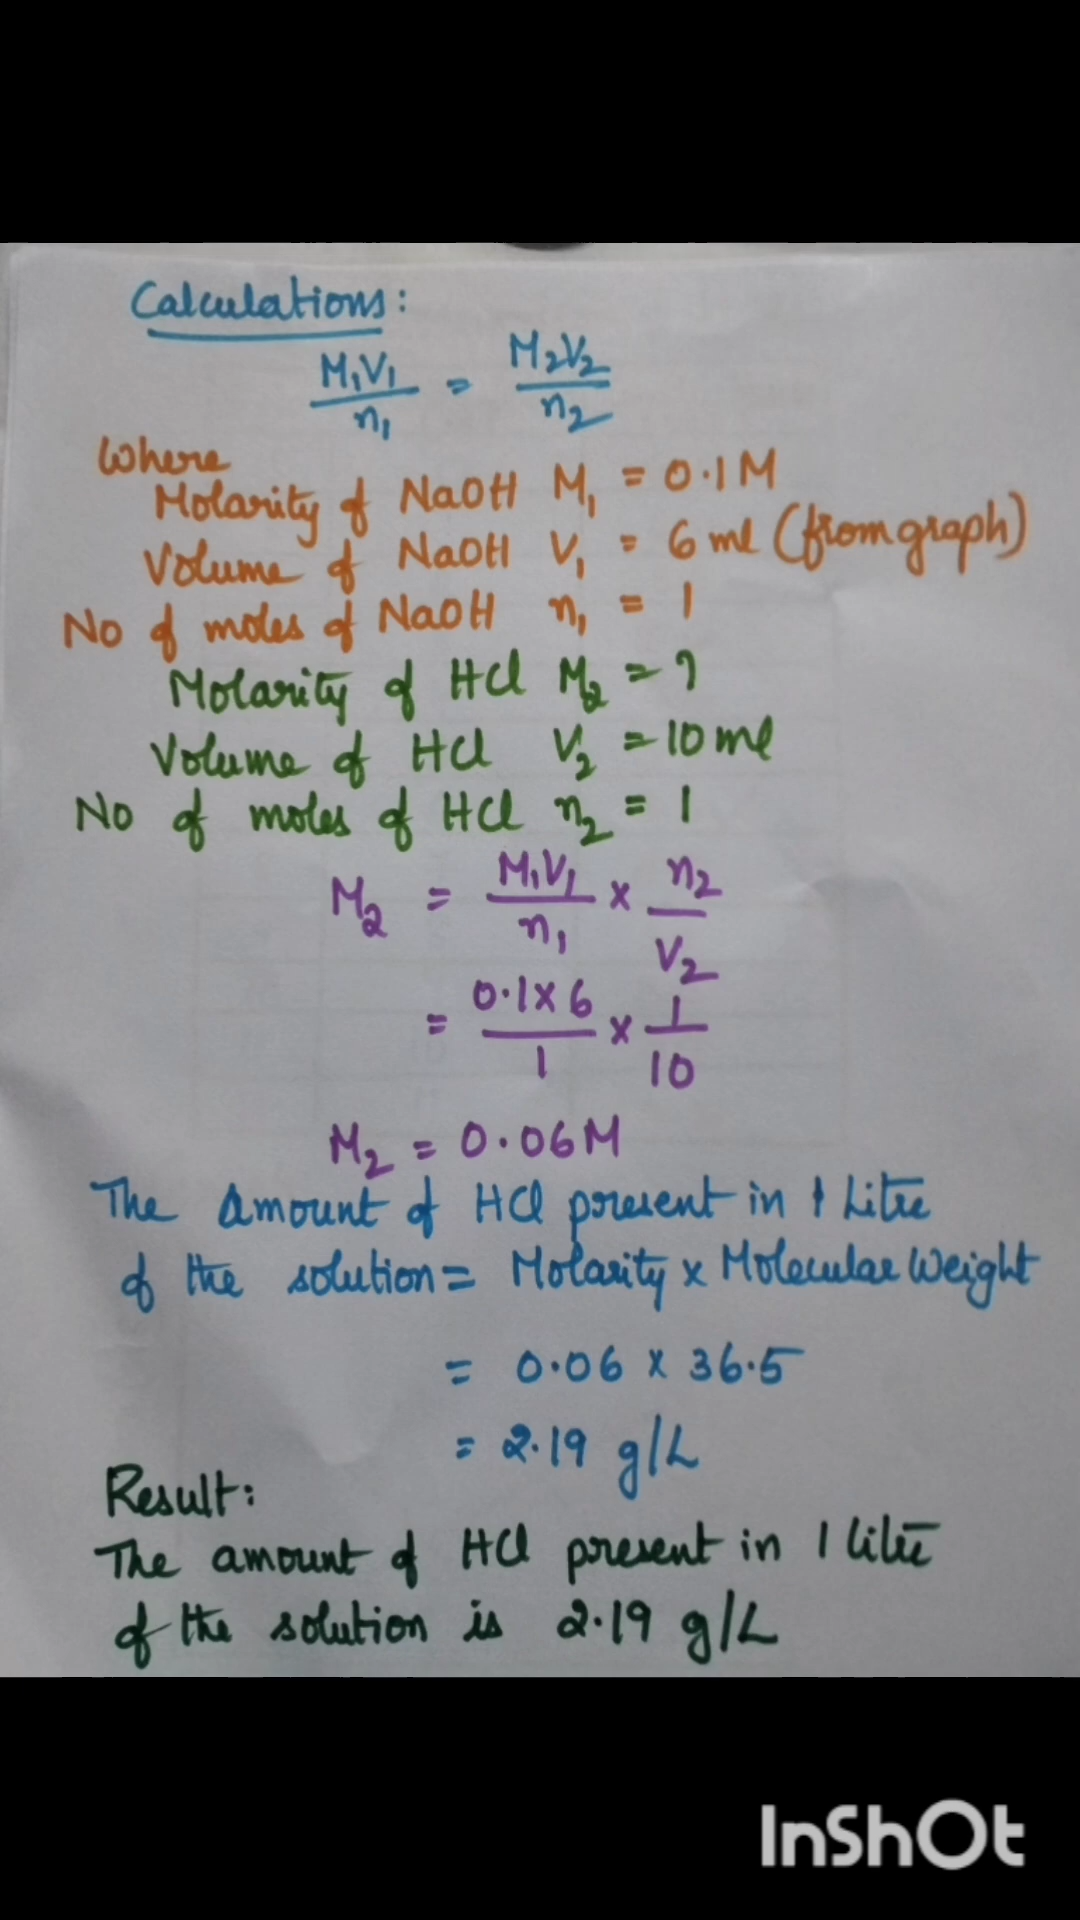 Calculations:
M₁V₁/n₁ = M₂V₂/n₂
Where
Molarity of NaOH M₁ = 0.1M
Volume of NaOH V₁ = 6 ml (from graph)
No of moles of NaOH n₁ = 1
Molarity of HCl M₂ = ?
Volume of HCl V₂ = 10 ml
No of moles of HCl n₂ = 1
M₂ = M₁V₁/n₁ × n₂/V₂
= 0.1×6/1 × 1/10
M₂ = 0.06M
The Amount of HCl present in 1 Litre
of the solution = Molarity × Molecular Weight
= 0.06 × 36.5
= 2.19 g/L
Result:
The amount of HCl present in 1 litre
of the solution is 2.19 g/L
InShOt